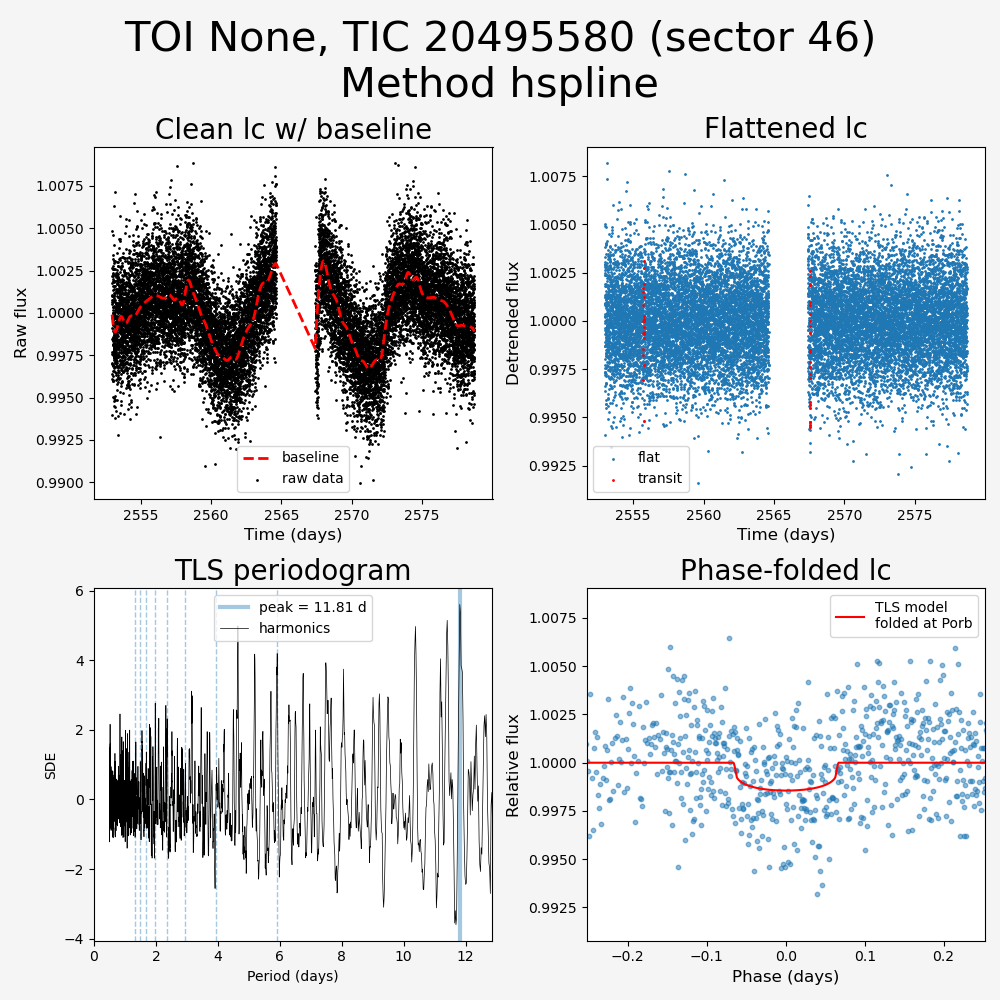 TOI None, TIC 20495580 (sector 46)
Method hspline
Clean lc w/ baseline
Raw flux
1.0075
1.0050
1.0025
1.0000
0.9975
0.9950
0.9925
0.9900
baseline
raw data
2555
2560
2565
2570
2575
Time (days)
Flattened lc
Detrended flux
1.0075
1.0050
1.0025
1.0000
0.9975
0.9950
0.9925
flat
transit
2555
2560
2565
2570
2575
Time (days)
TLS periodogram
SDE
6
4
2
0
−2
−4
peak = 11.81 d
harmonics
0
2
4
6
8
10
12
Period (days)
Phase-folded lc
Relative flux
1.0075
1.0050
1.0025
1.0000
0.9975
0.9950
0.9925
TLS model
folded at Porb
−0.2
−0.1
0.0
0.1
0.2
Phase (days)